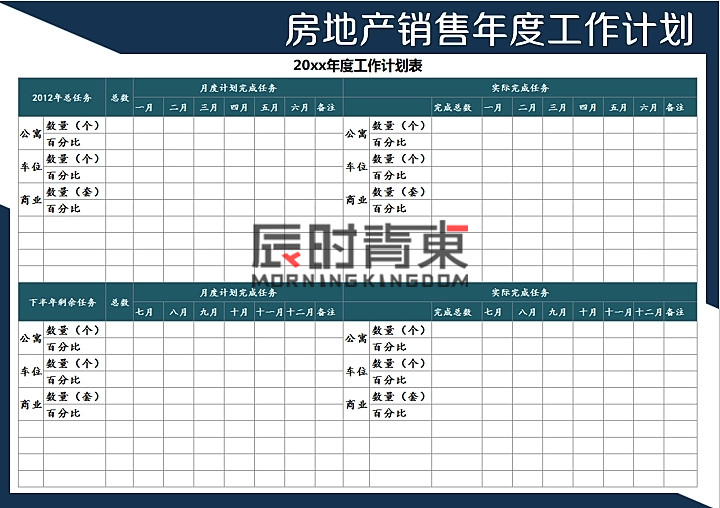 房地产销售年度工作计划
20xx年度工作计划表
2012年总任务 总数 月度计划完成任务 实际完成任务
一月 二月 三月 四月 五月 六月 备注 完成总数 一月 二月 三月 四月 五月 六月 备注
公寓 数量（个） 公寓 数量（个）
百分比 百分比
车位 数量（个） 车位 数量（个）
百分比 百分比
商业 数量（套） 商业 数量（套）
百分比 百分比
辰时青東
MORNING KINGDOM
下半年剩余任务 总数 月度计划完成任务 实际完成任务
七月 八月 九月 十月 十一月 十二月 备注 完成总数 七月 八月 九月 十月 十一月 十二月 备注
公寓 数量（个） 公寓 数量（个）
百分比 百分比
车位 数量（个） 车位 数量（个）
百分比 百分比
商业 数量（套） 商业 数量（套）
百分比 百分比